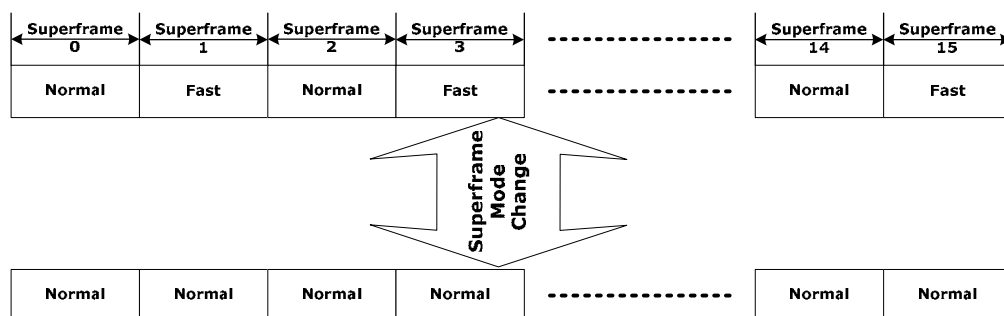 Superframe Superframe Superframe Superframe Superframe Superframe
0 1 2 3 14 15
Normal Fast Normal Fast Normal Fast
Superframe
Mode
Change
Normal Normal Normal Normal Normal Normal